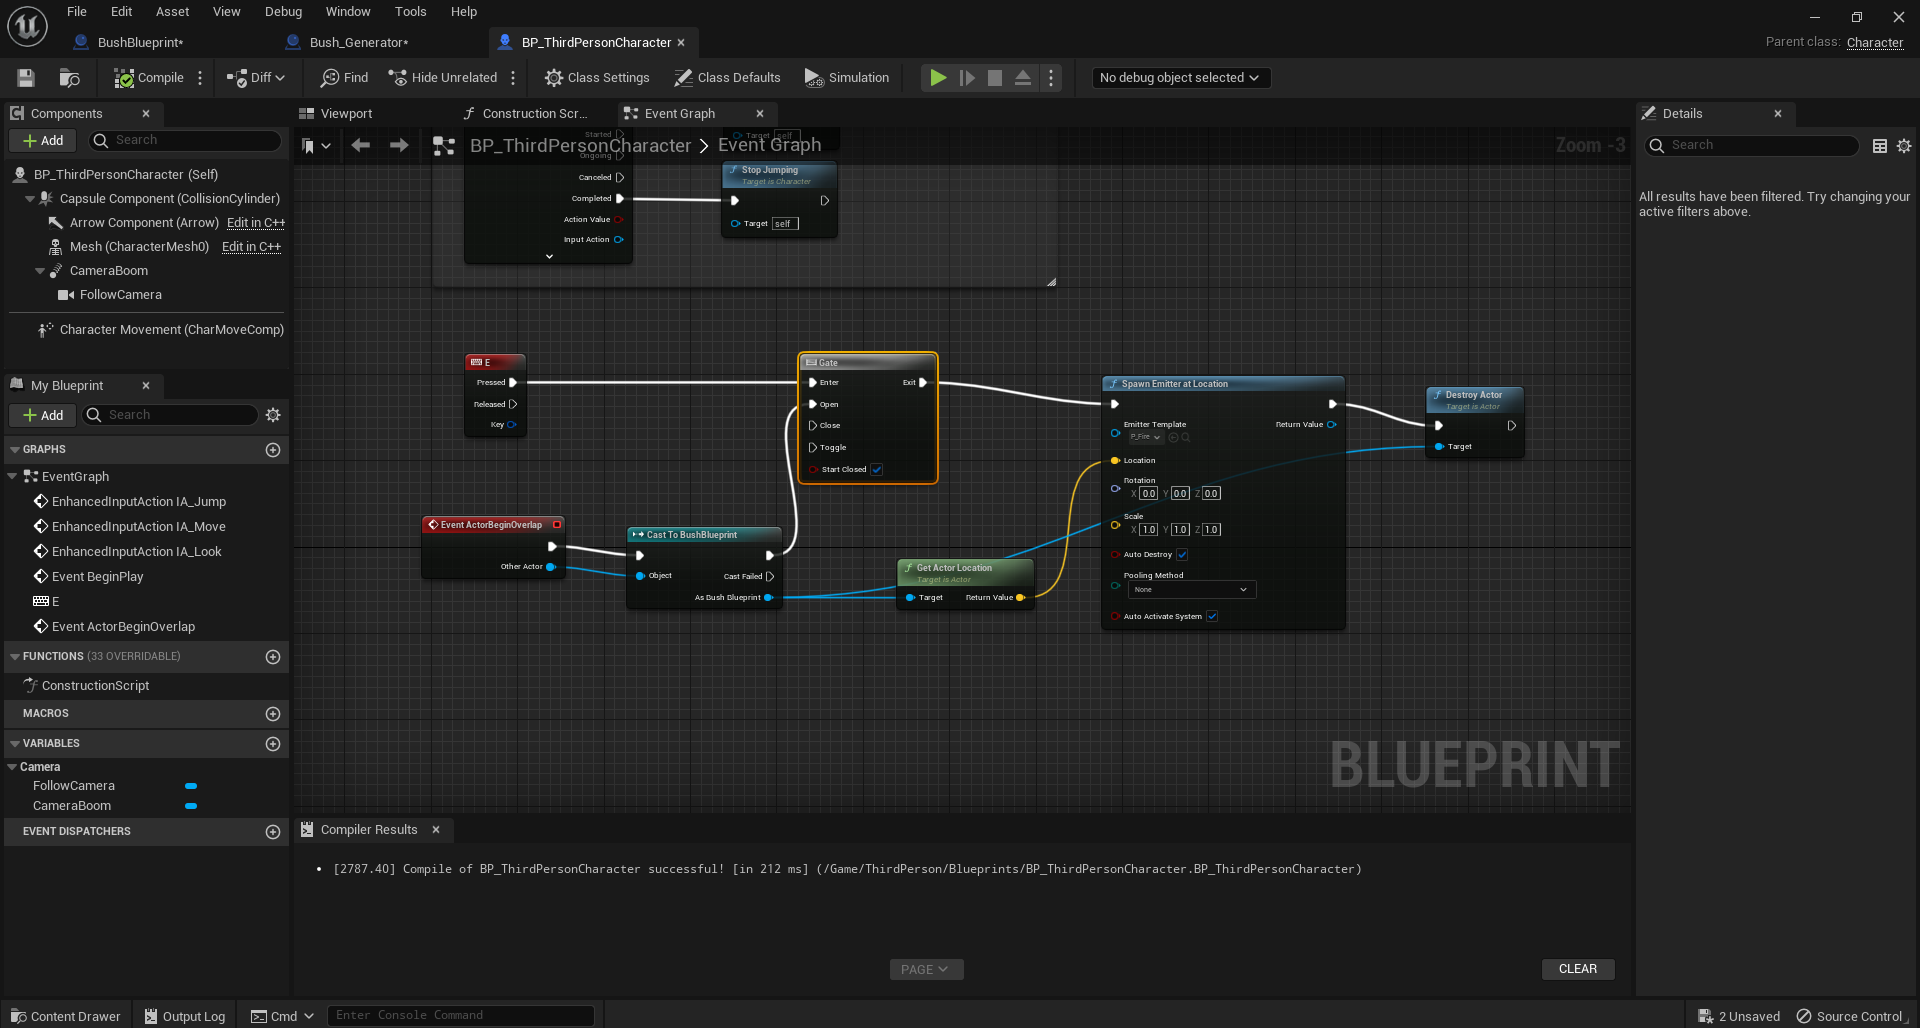 File Edit Asset View Debug Window Tools Help
BushBlueprint* Bush_Generator* BP_ThirdPersonCharacter
Parent class: Character
Compile Diff Find Hide Unrelated Class Settings Class Defaults Simulation No debug object selected
Components Viewport Construction Scr... Event Graph Details
Add Search
BP_ThirdPersonCharacter > Event Graph
Zoom -3
Search
BP_ThirdPersonCharacter (Self)
Capsule Component (CollisionCylinder)
Arrow Component (Arrow) Edit in C++
Mesh (CharacterMesh0) Edit in C++
CameraBoom
FollowCamera
Character Movement (CharMoveComp)
All results have been filtered. Try changing your
active filters above.
Started
Ongoing
Canceled
Completed
Action Value
Input Action
Target self
Stop Jumping
Target is Character
Target self
My Blueprint
Add Search
GRAPHS
EventGraph
EnhancedInputAction IA_Jump
EnhancedInputAction IA_Move
EnhancedInputAction IA_Look
Event BeginPlay
E
Event ActorBeginOverlap
FUNCTIONS (33 OVERRIDABLE)
ConstructionScript
MACROS
VARIABLES
Camera
FollowCamera
CameraBoom
EVENT DISPATCHERS
E
Pressed
Released
Key
Gate
Enter Exit
Open
Close
Toggle
Start Closed
Event ActorBeginOverlap
Other Actor
Cast To BushBlueprint
Object
Cast Failed
As Bush Blueprint
Get Actor Location
Target is Actor
Target Return Value
Spawn Emitter at Location
Emitter Template Return Value
P_Fire
Location
Rotation
X 0.0 Y 0.0 Z 0.0
Scale
X 1.0 Y 1.0 Z 1.0
Auto Destroy
Pooling Method
None
Auto Activate System
Destroy Actor
Target is Actor
Target
BLUEPRINT
Compiler Results
[2787.40] Compile of BP_ThirdPersonCharacter successful! [in 212 ms] (/Game/ThirdPerson/Blueprints/BP_ThirdPersonCharacter.BP_ThirdPersonCharacter)
PAGE CLEAR
Content Drawer Output Log Cmd Enter Console Command 2 Unsaved Source Control